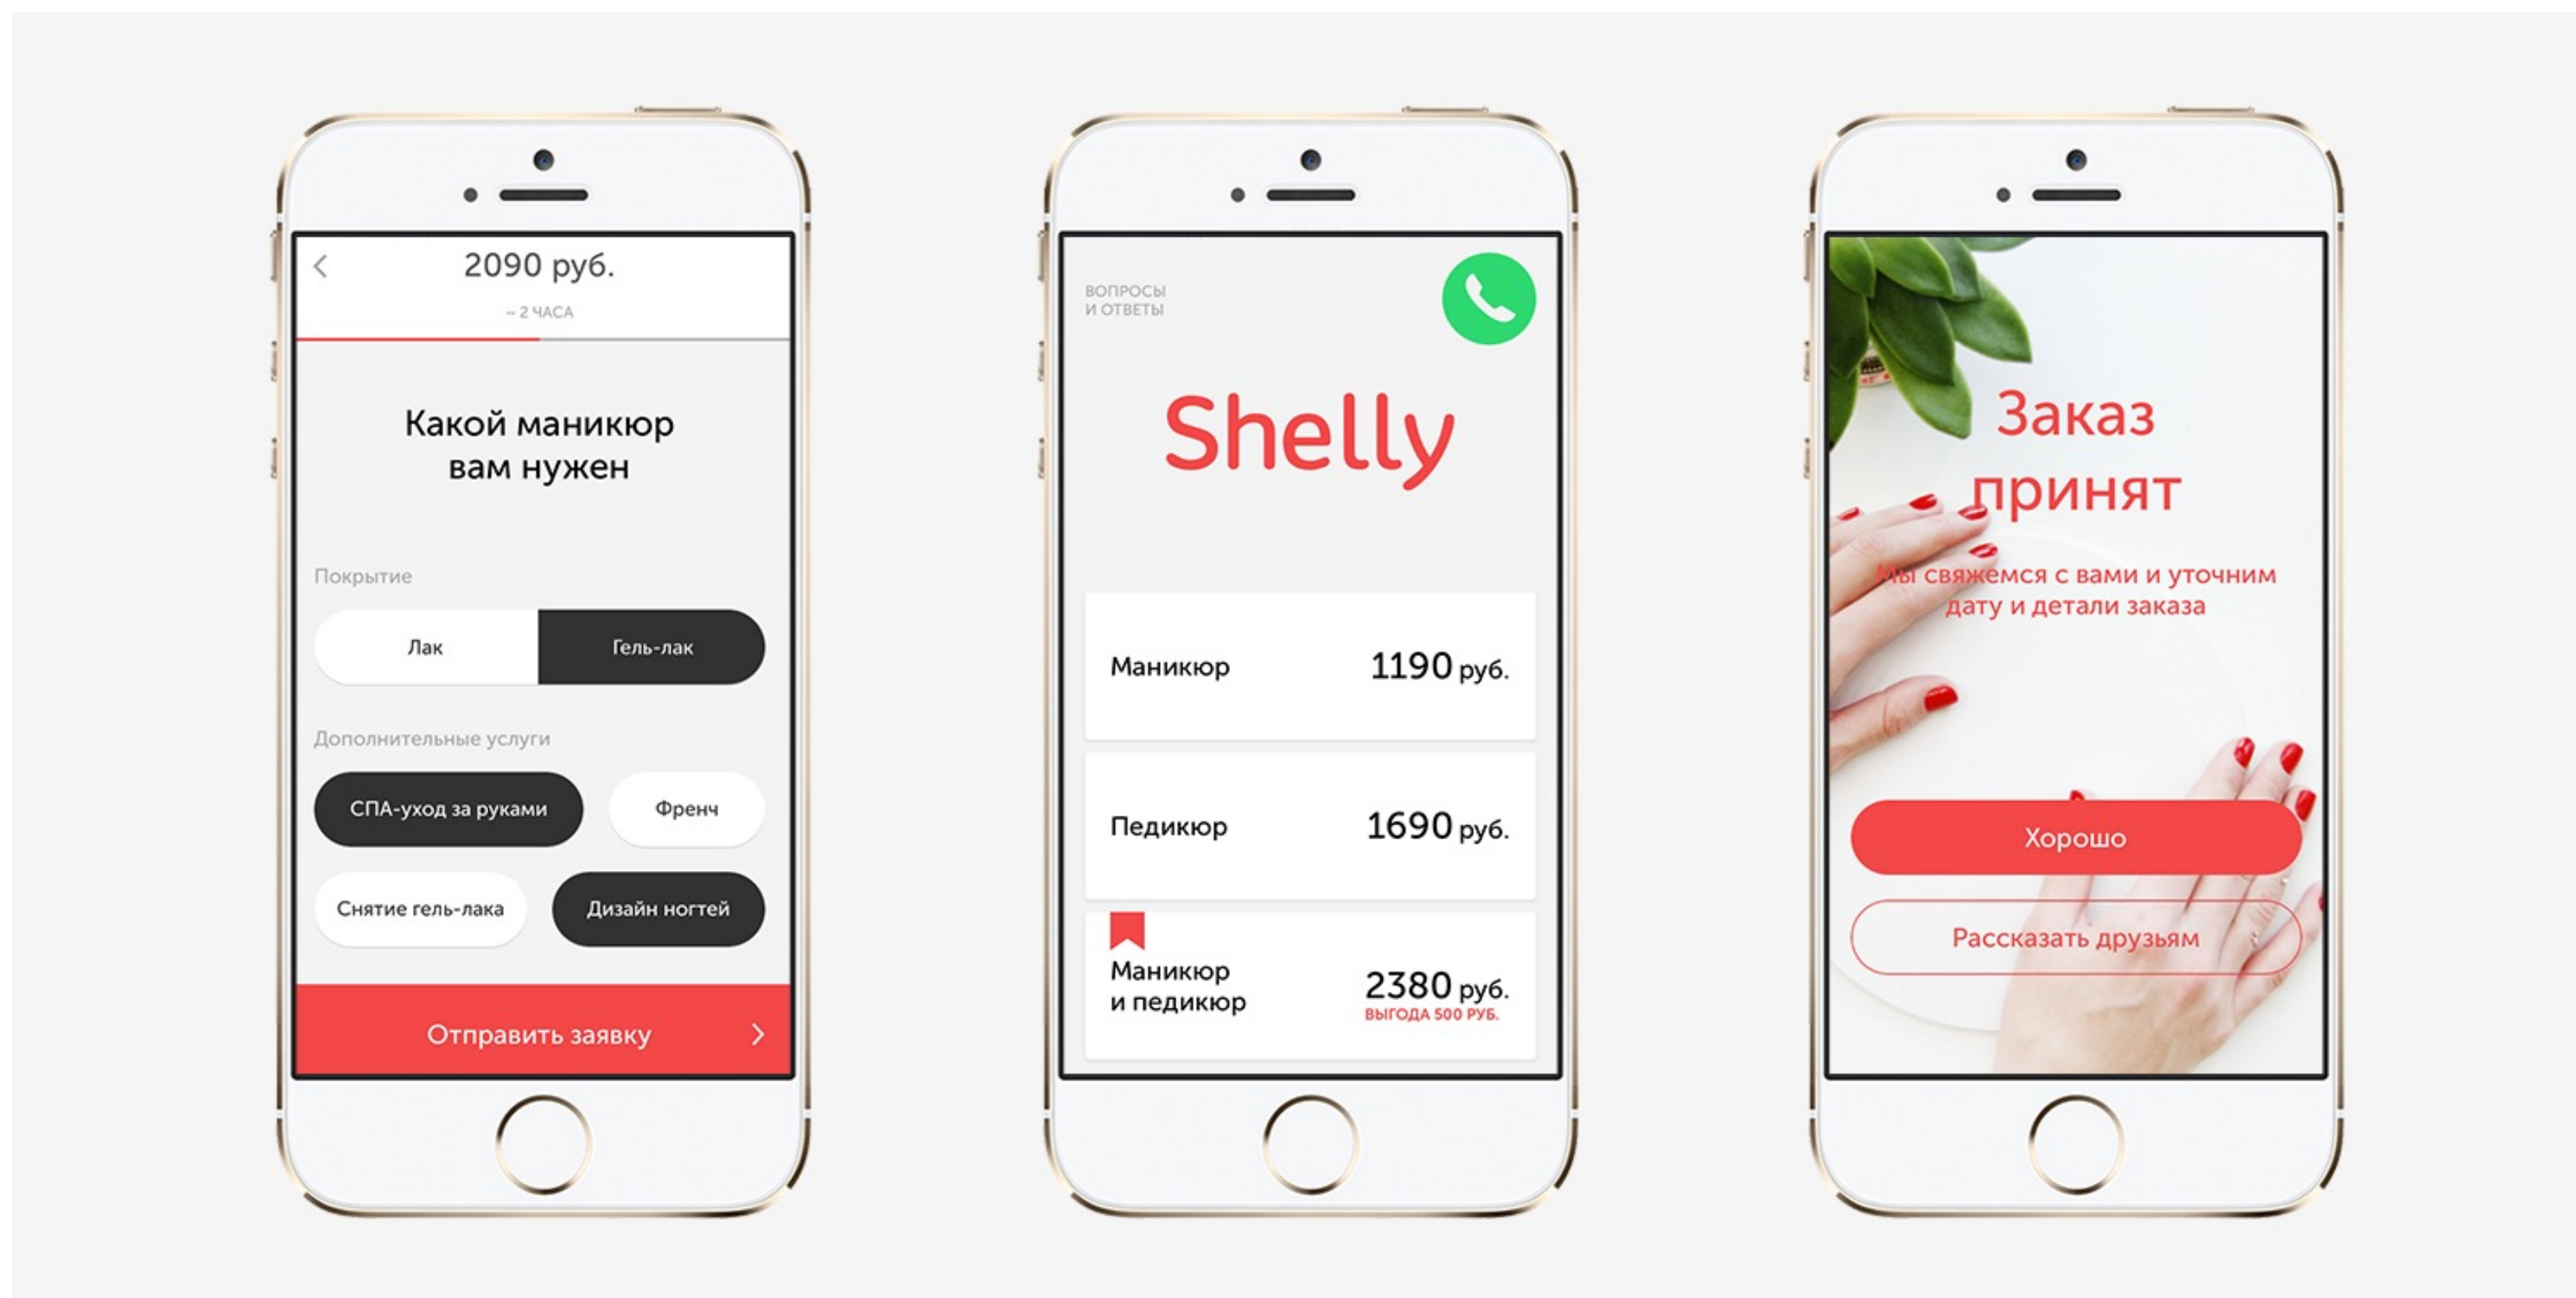 2090 руб.
~ 2 ЧАСА
Какой маникюр
вам нужен
Покрытие
Лак
Гель-лак
Дополнительные услуги
СПА-уход за руками
Френч
Снятие гель-лака
Дизайн ногтей
Отправить заявку
ВОПРОСЫ
И ОТВЕТЫ
Shelly
Маникюр
1190 руб.
Педикюр
1690 руб.
Маникюр
и педикюр
2380 руб.
ВЫГОДА 500 РУБ.
Заказ
принят
Мы свяжемся с вами и уточним
дату и детали заказа
Хорошо
Рассказать друзьям